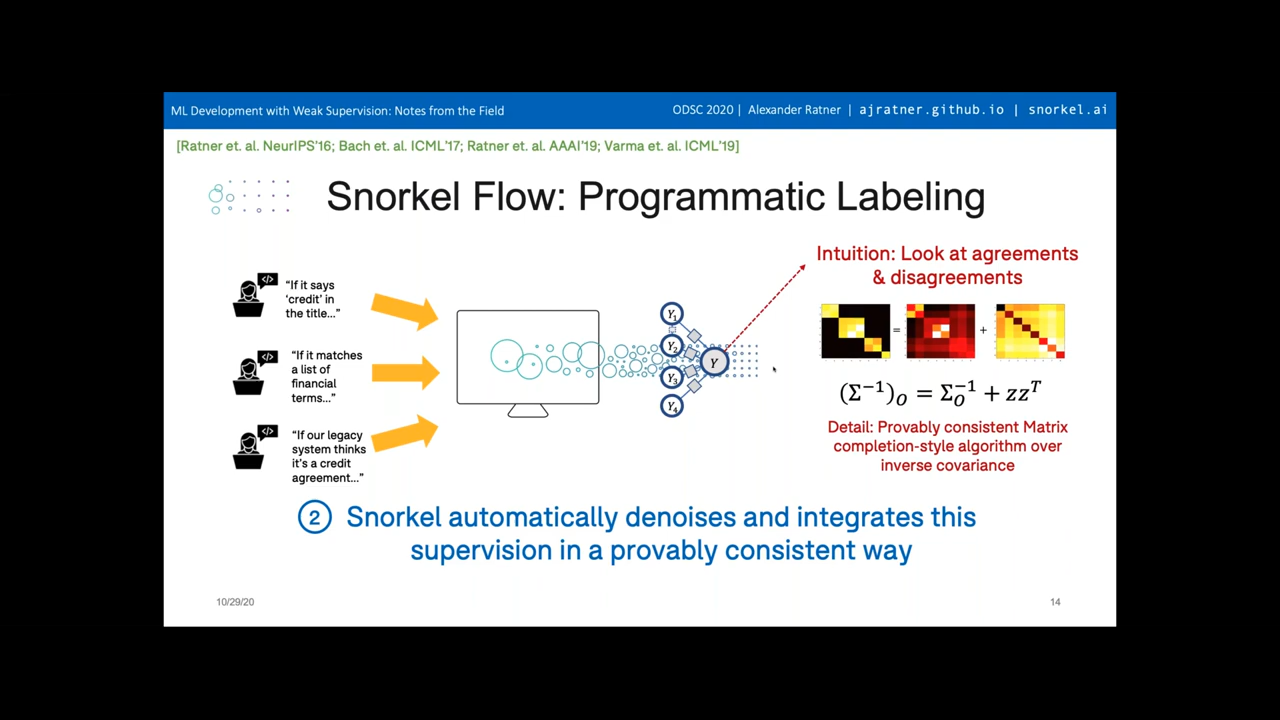 ML Development with Weak Supervision: Notes from the Field
ODSC 2020 | Alexander Ratner | ajratner.github.io | snorkel.ai
[Ratner et. al. NeurIPS'16; Bach et. al. ICML'17; Ratner et. al. AAAI'19; Varma et. al. ICML'19]
Snorkel Flow: Programmatic Labeling
</>
“If it says
‘credit’ in
the title...”
</>
“If it matches
a list of
financial
terms...”
</>
“If our legacy
system thinks
it’s a credit
agreement...”
Y₁
Y₂
Y₃
Y₄
Y
Intuition: Look at agreements
& disagreements
= +
(Σ⁻¹)ₒ = Σₒ⁻¹ + zzᵀ
Detail: Provably consistent Matrix
completion-style algorithm over
inverse covariance
2 Snorkel automatically denoises and integrates this
supervision in a provably consistent way
10/29/20
14